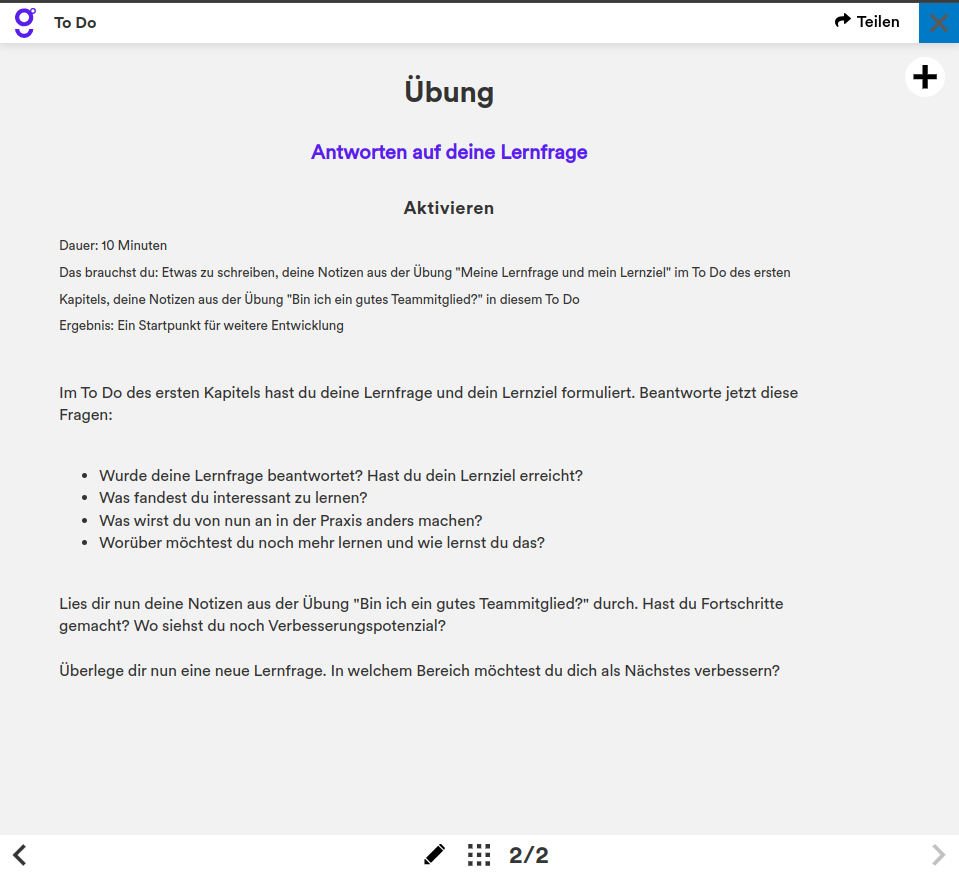 To Do
Teilen
Übung
Antworten auf deine Lernfrage
Aktivieren
Dauer: 10 Minuten
Das brauchst du: Etwas zu schreiben, deine Notizen aus der Übung "Meine Lernfrage und mein Lernziel" im To Do des ersten
Kapitels, deine Notizen aus der Übung "Bin ich ein gutes Teammitglied?" in diesem To Do
Ergebnis: Ein Startpunkt für weitere Entwicklung
Im To Do des ersten Kapitels hast du deine Lernfrage und dein Lernziel formuliert. Beantworte jetzt diese
Fragen:
• Wurde deine Lernfrage beantwortet? Hast du dein Lernziel erreicht?
• Was fandest du interessant zu lernen?
• Was wirst du von nun an in der Praxis anders machen?
• Worüber möchtest du noch mehr lernen und wie lernst du das?
Lies dir nun deine Notizen aus der Übung "Bin ich ein gutes Teammitglied?" durch. Hast du Fortschritte
gemacht? Wo siehst du noch Verbesserungspotenzial?
Überlege dir nun eine neue Lernfrage. In welchem Bereich möchtest du dich als Nächstes verbessern?
2/2